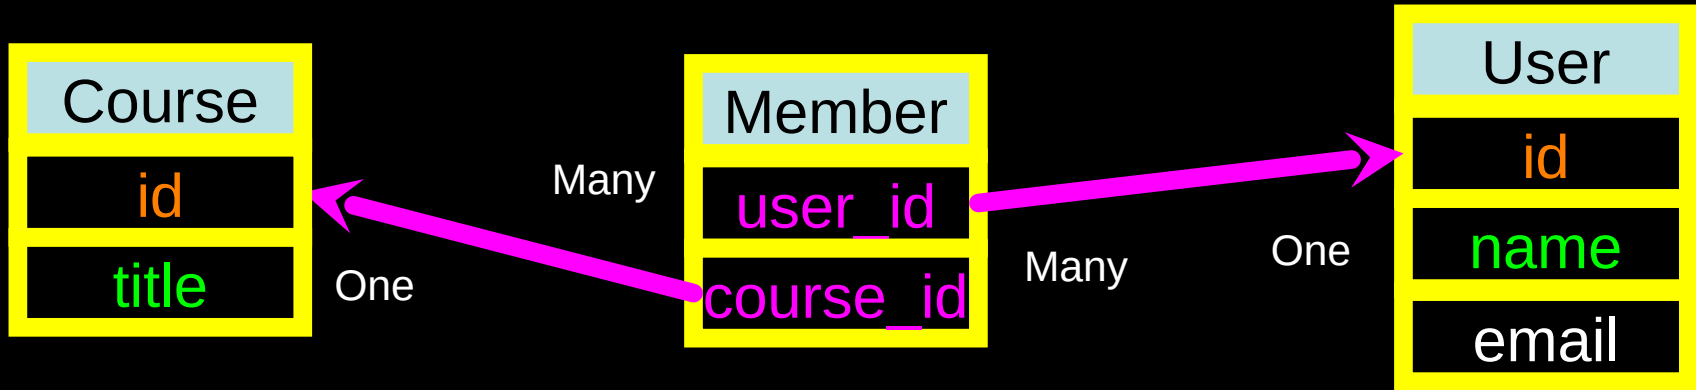 Course
id
title
One
Many
Member
user_id
course_id
Many
One
User
id
name
email